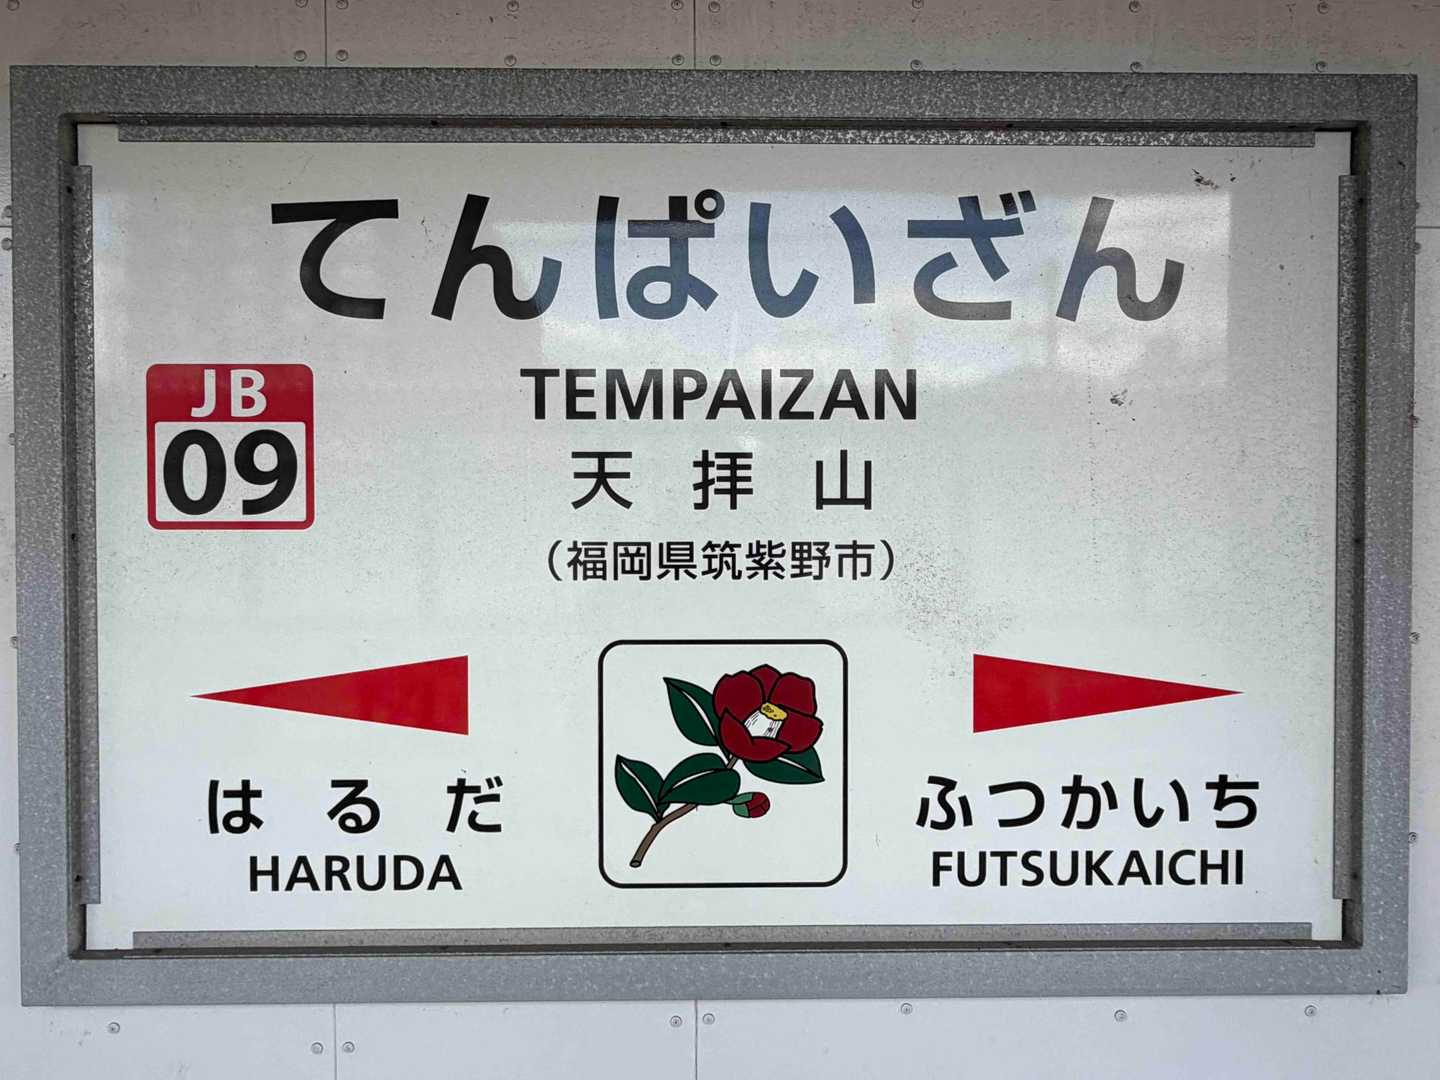 てんぱいざん
JB
09
TEMPAIZAN
天拝山
（福岡県筑紫野市）
はるだ
HARUDA
ふつかいち
FUTSUKAICHI